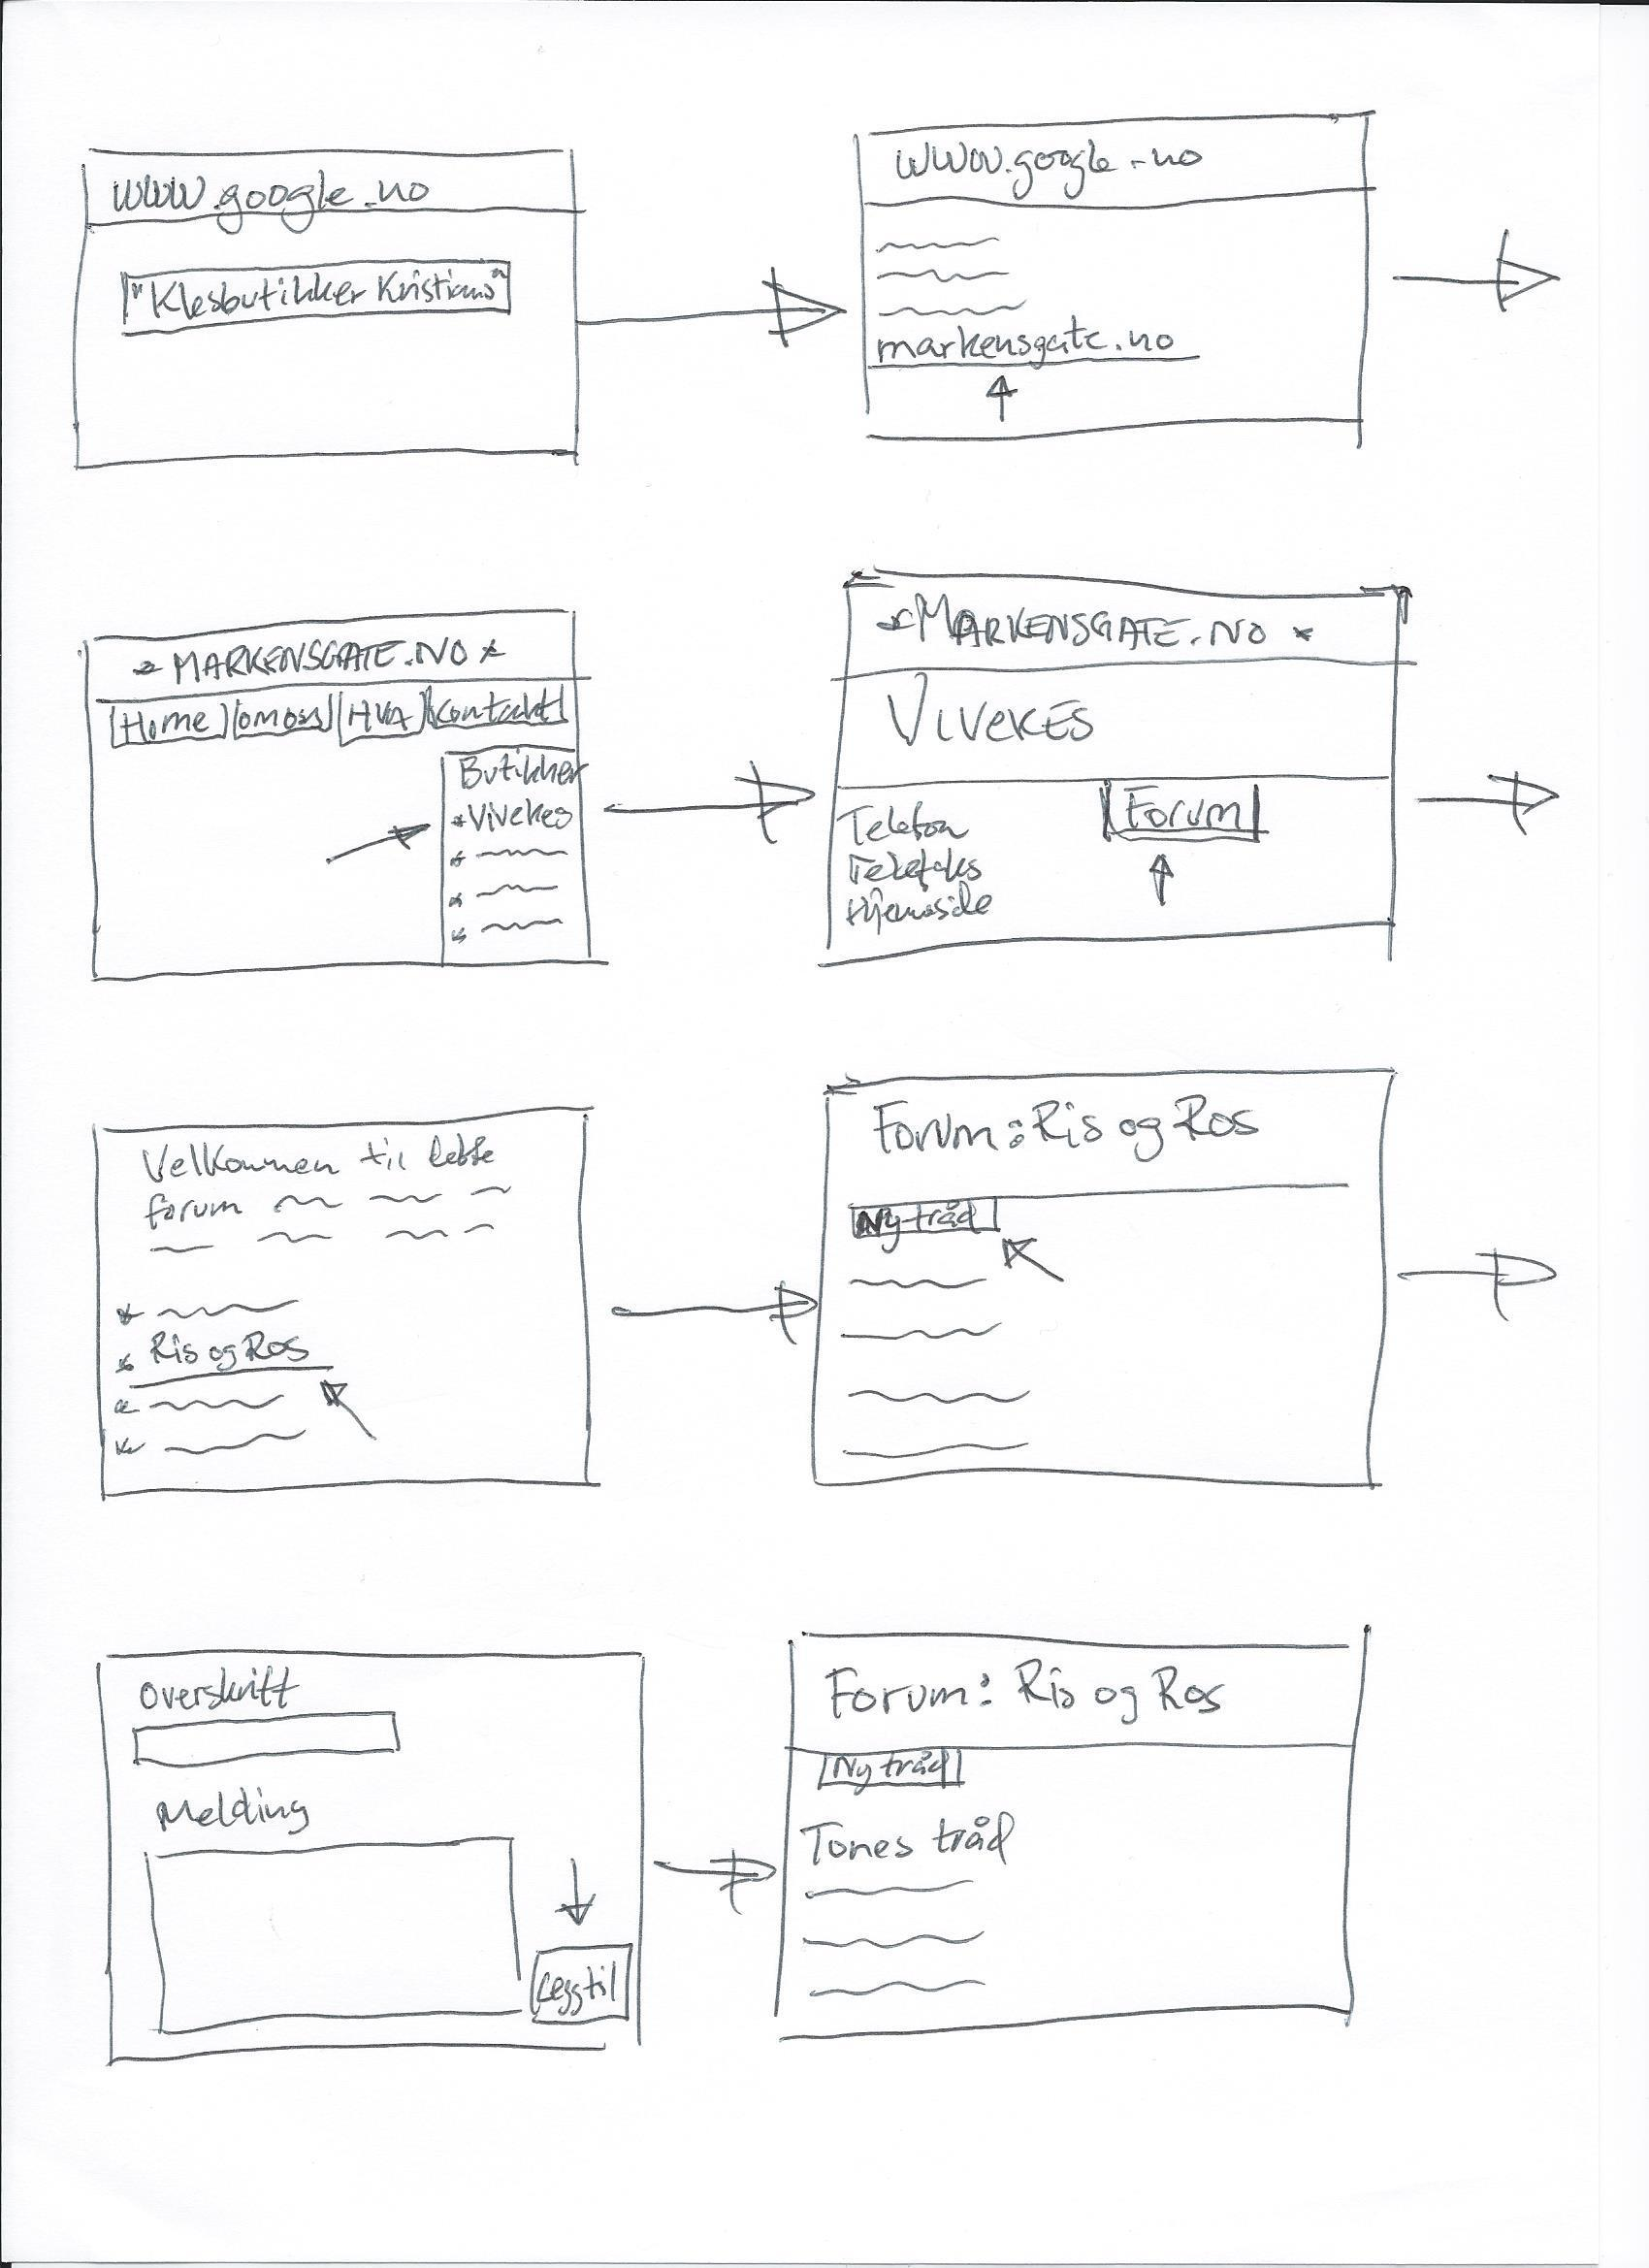 www.google.no
"Klesbutikker Kristians"
www.google.no
markensgate.no
* MARKENSGATE.NO *
Home om oss HVA Kontakt
Butikker
* Vivekes
* MARKENSGATE.NO *
VIVEKES
Telefon
Forum
Telefaks
Hjemside
Velkommen til dette
forum
* Ris og Ros
Forum: Ris og Ros
Ny tråd
Overskrift
Melding
Legg til
Forum: Ris og Ros
Ny tråd
Tones tråd